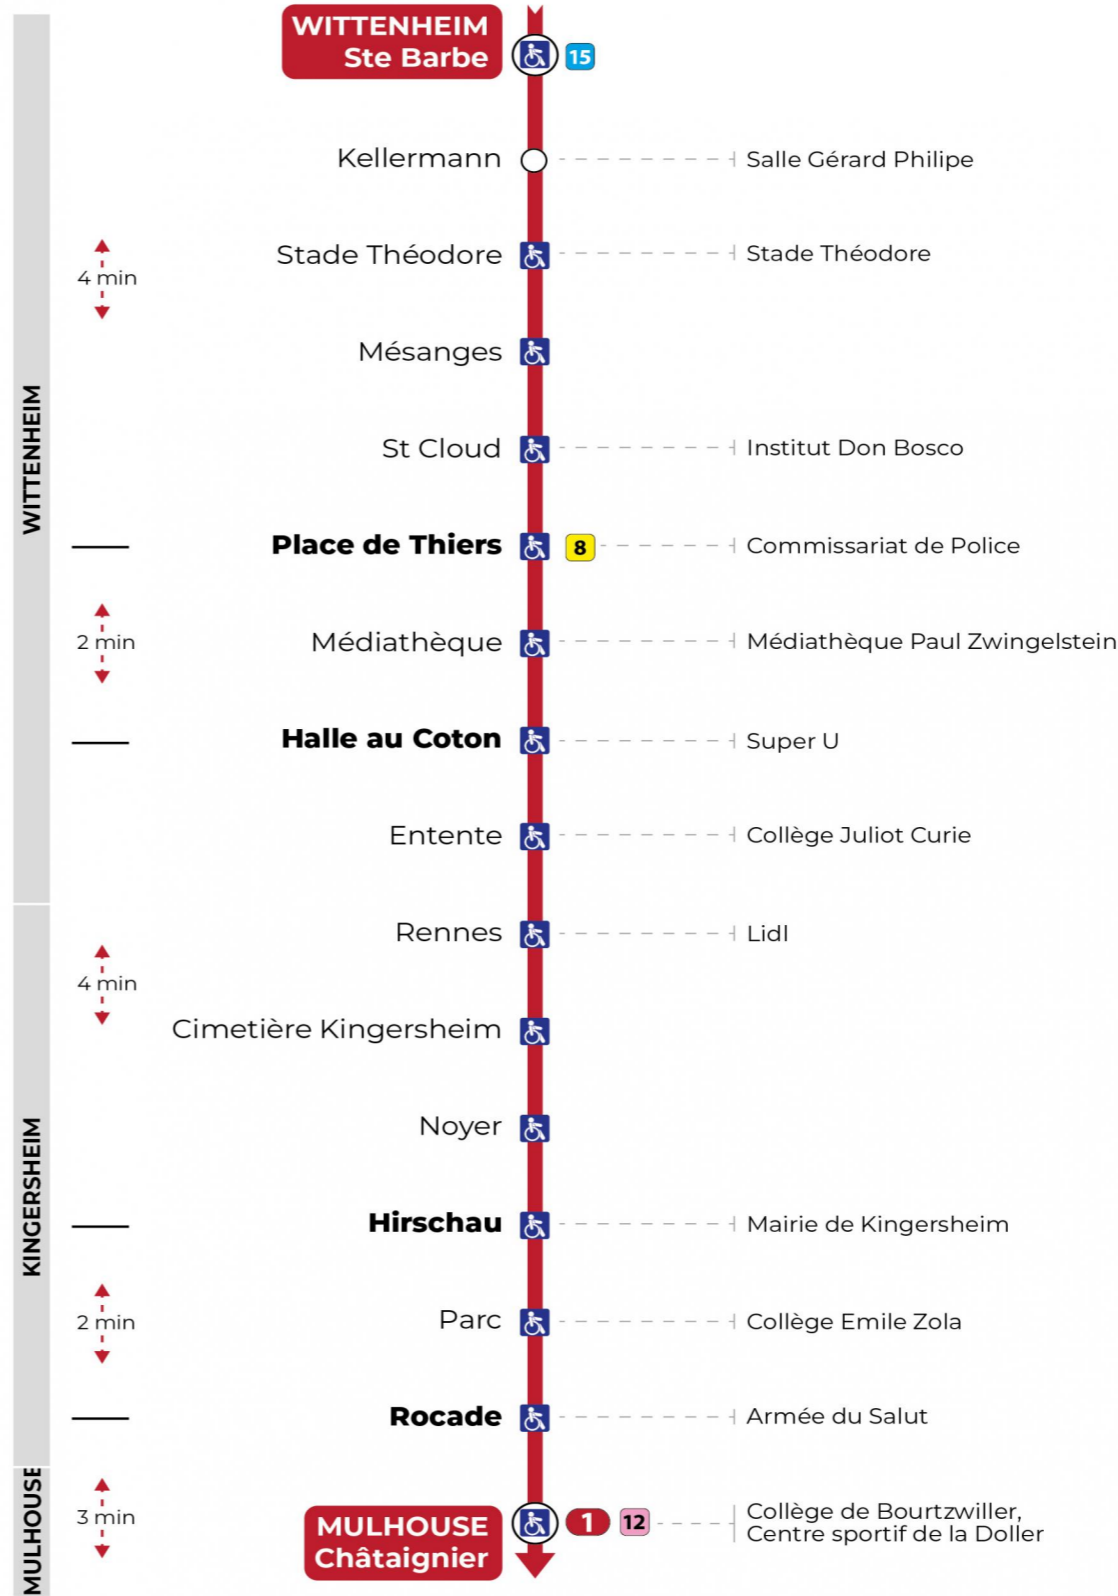 WITTENHEIM
Ste Barbe
15
Kellermann
Salle Gérard Philipe
Stade Théodore
Stade Théodore
4 min
Mésanges
WITTENHEIM
St Cloud
Institut Don Bosco
Place de Thiers
8
Commissariat de Police
2 min
Médiathèque
Médiathèque Paul Zwingelstein
Halle au Coton
Super U
Entente
Collège Juliot Curie
Rennes
Lidl
4 min
Cimetière Kingersheim
Noyer
KINGERSHEIM
Hirschau
Mairie de Kingersheim
2 min
Parc
Collège Emile Zola
Rocade
Armée du Salut
MULHOUSE
3 min
MULHOUSE
Châtaignier
1
12
Collège de Bourtzwiller,
Centre sportif de la Doller